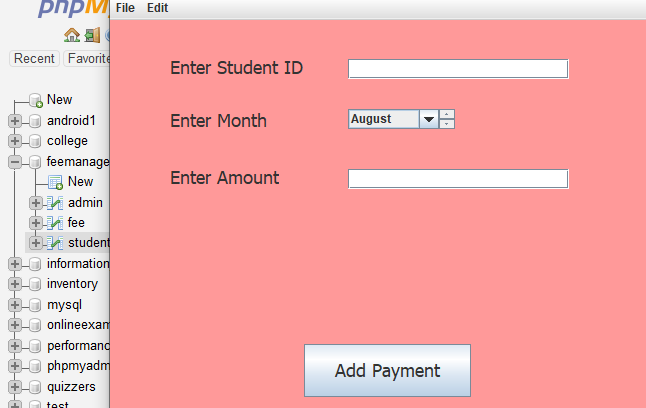 phpMy
Recent
Favorite
New
android1
college
feemanage
New
admin
fee
student
information
inventory
mysql
onlineexam
performanc
phpmyadm
quizzers
test
File Edit
Enter Student ID
Enter Month
August
Enter Amount
Add Payment